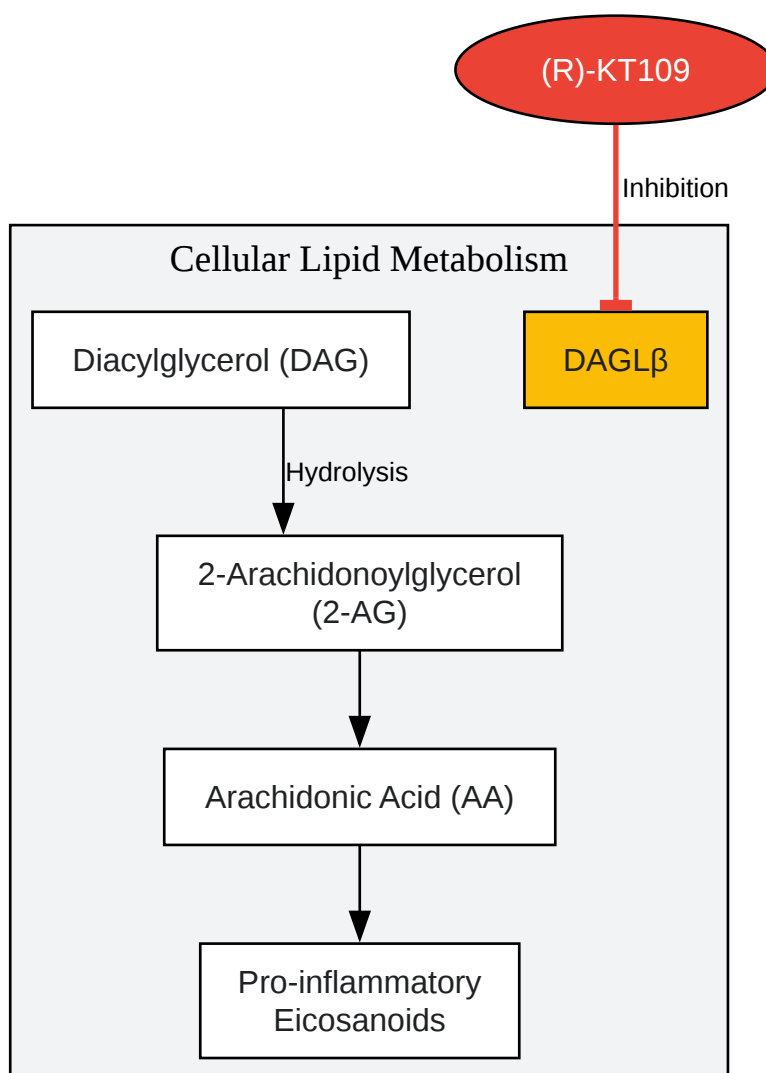 (R)-KT109
Inhibition
Cellular Lipid Metabolism
Diacylglycerol (DAG)
DAGLβ
Hydrolysis
2-Arachidonoylglycerol
(2-AG)
Arachidonic Acid (AA)
Pro-inflammatory
Eicosanoids